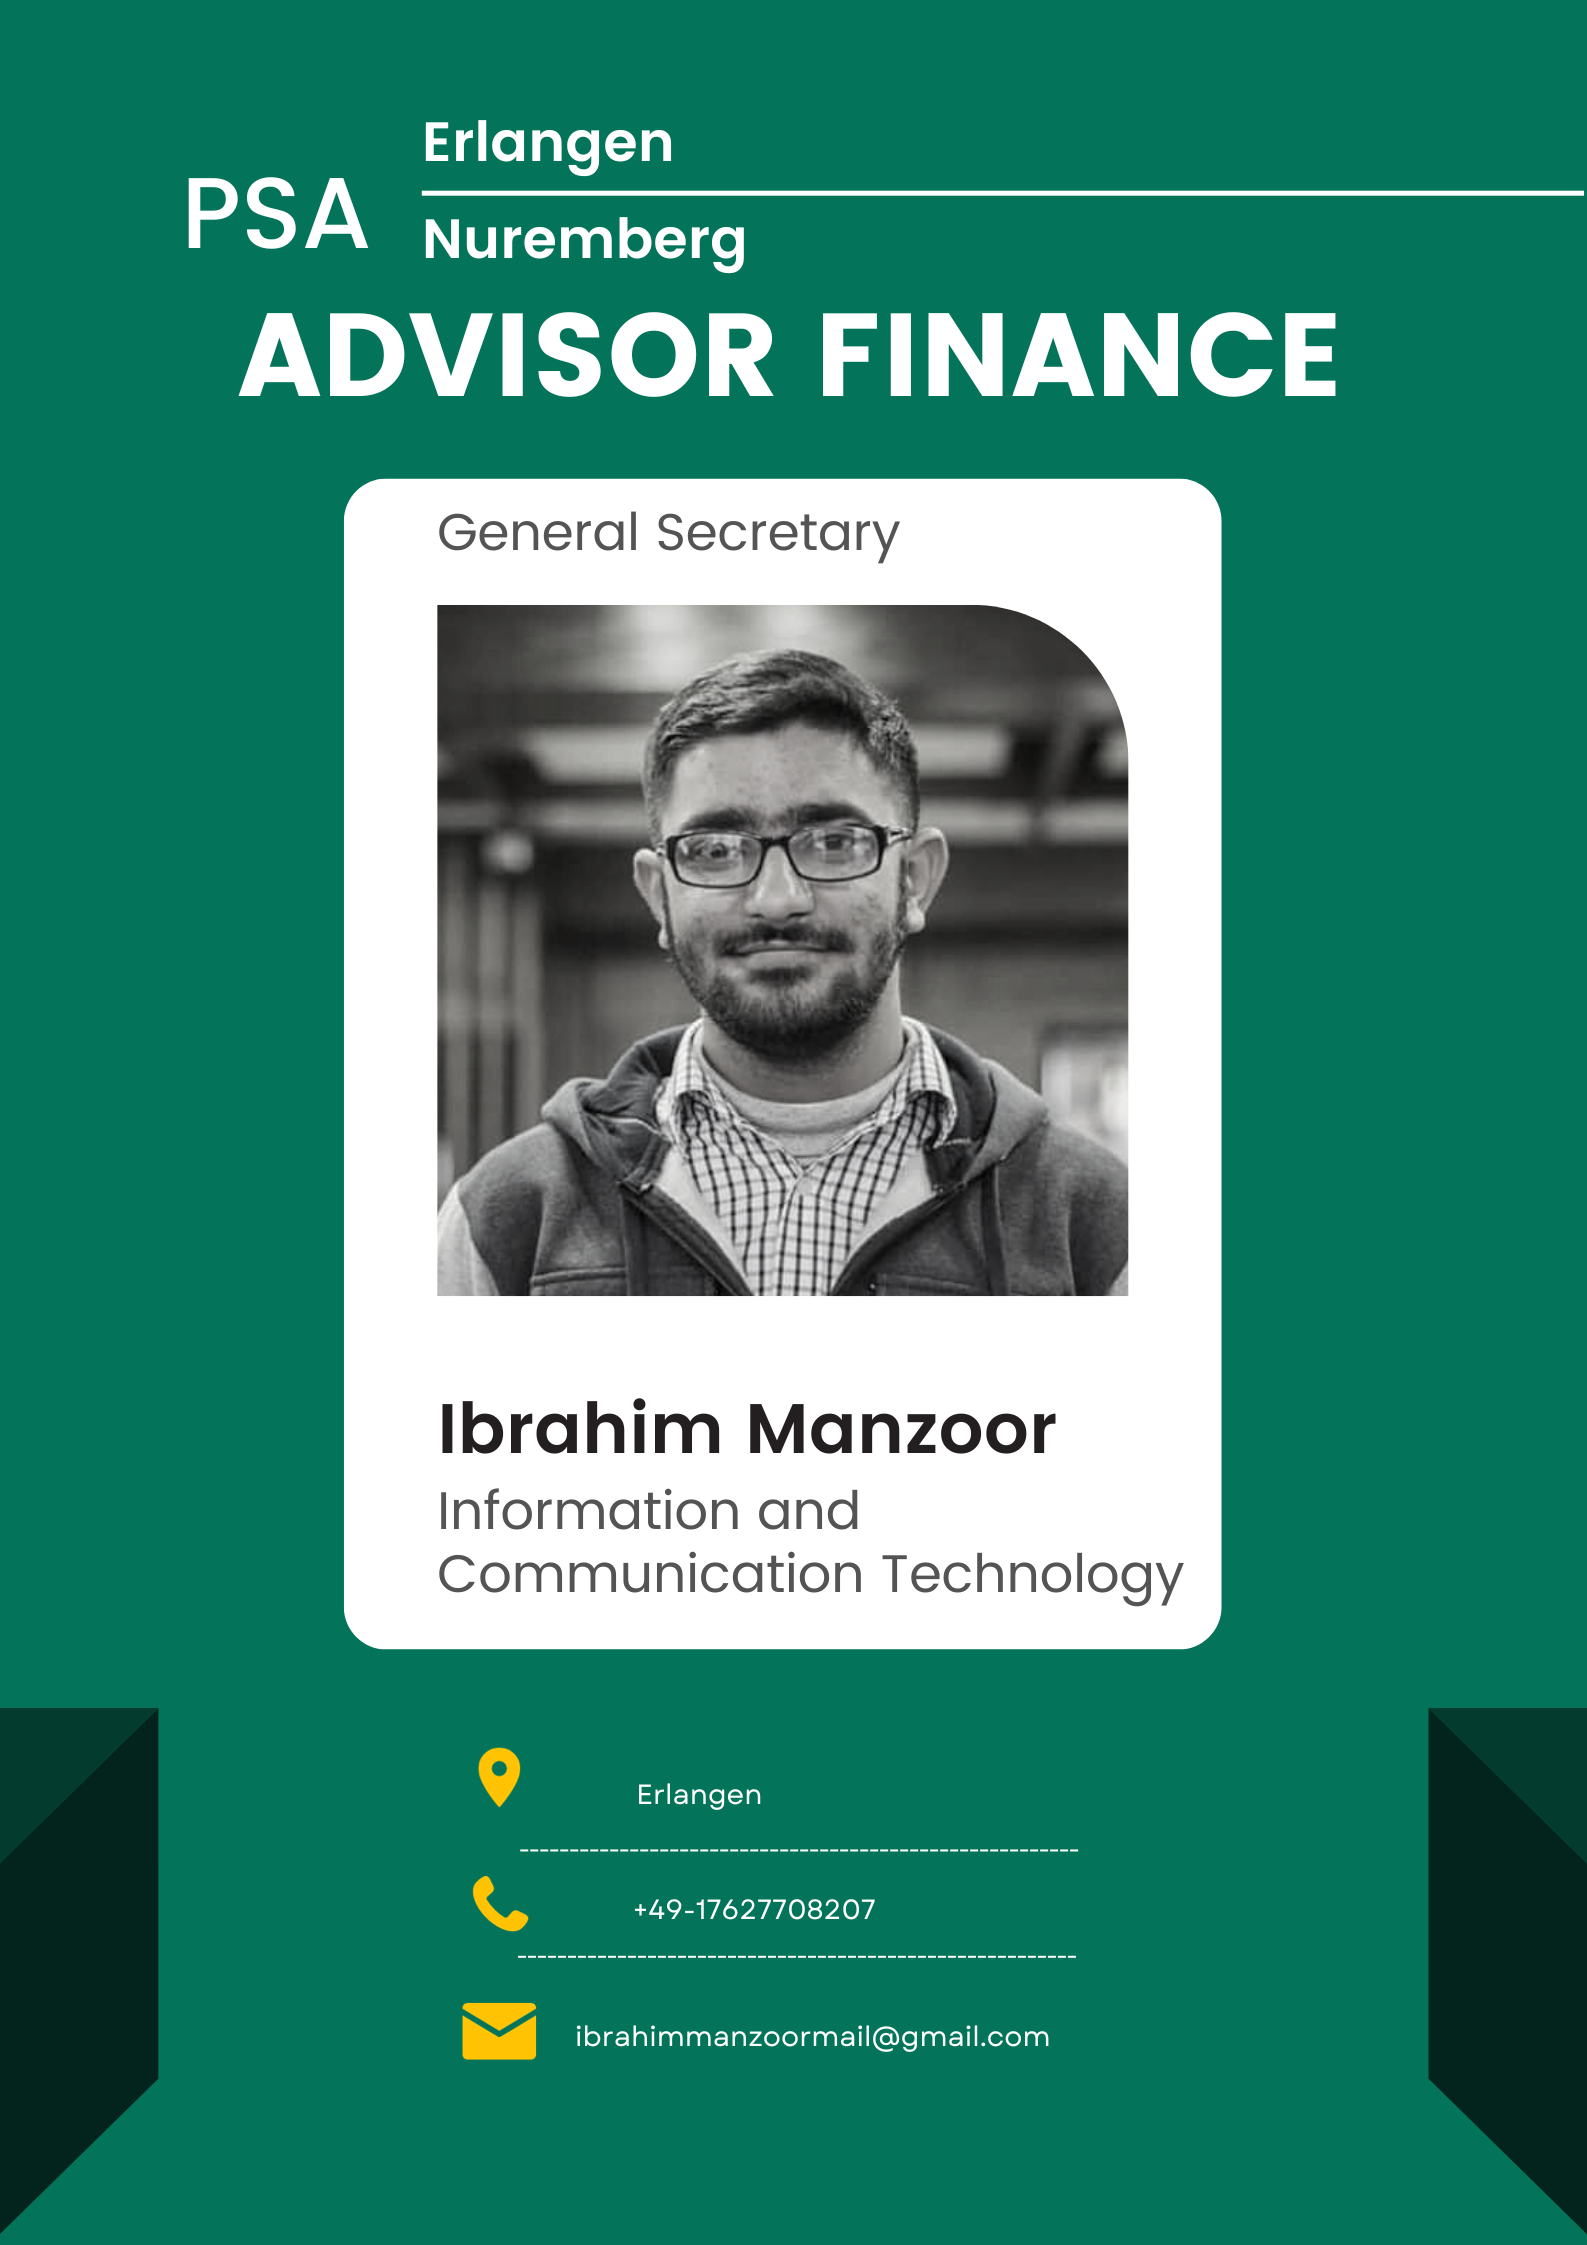 Erlangen
PSA
Nuremberg
ADVISOR FINANCE
General Secretary
Ibrahim Manzoor
Information and
Communication Technology
Erlangen
+49-17627708207
ibrahimmanzoormail@gmail.com